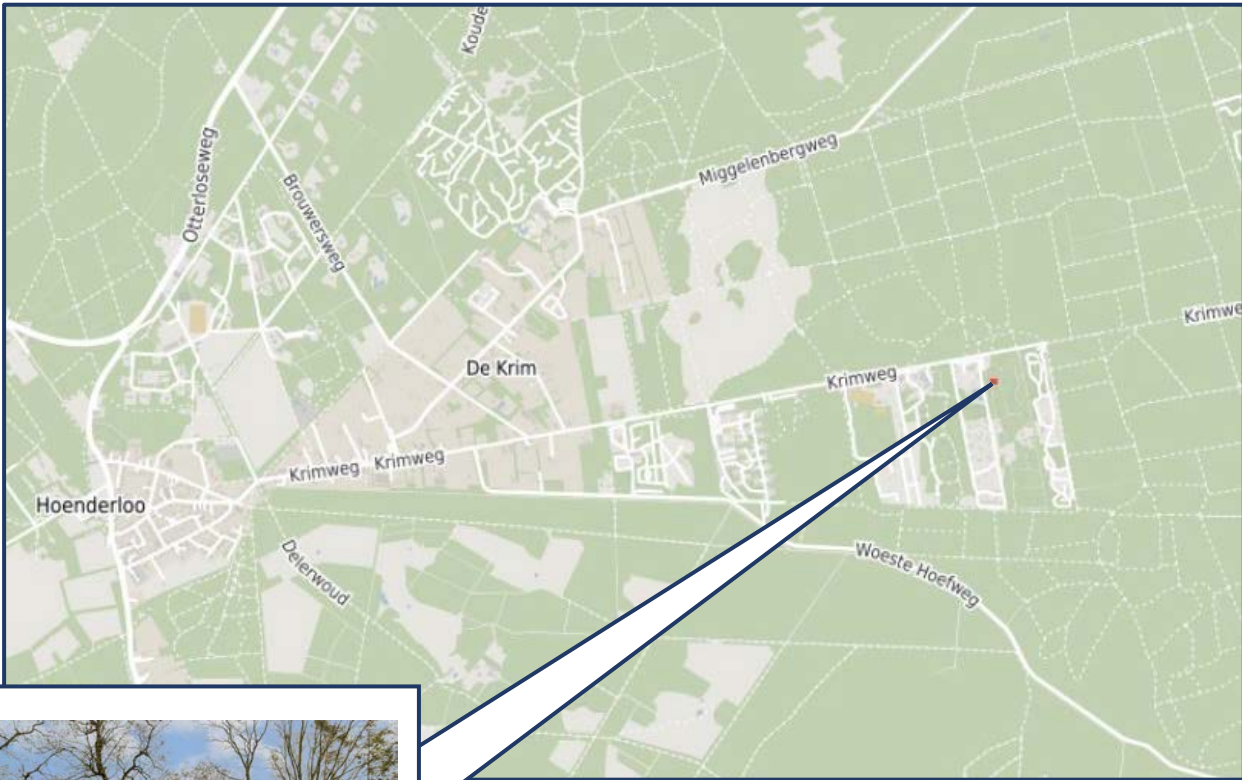 Koude
Otterloseweg
Brouwersweg
Miggelenbergweg
Krimwe
De Krim
Krimweg
Krimweg Krimweg
Hoenderloo
Delerwoud
Woeste Hoefweg